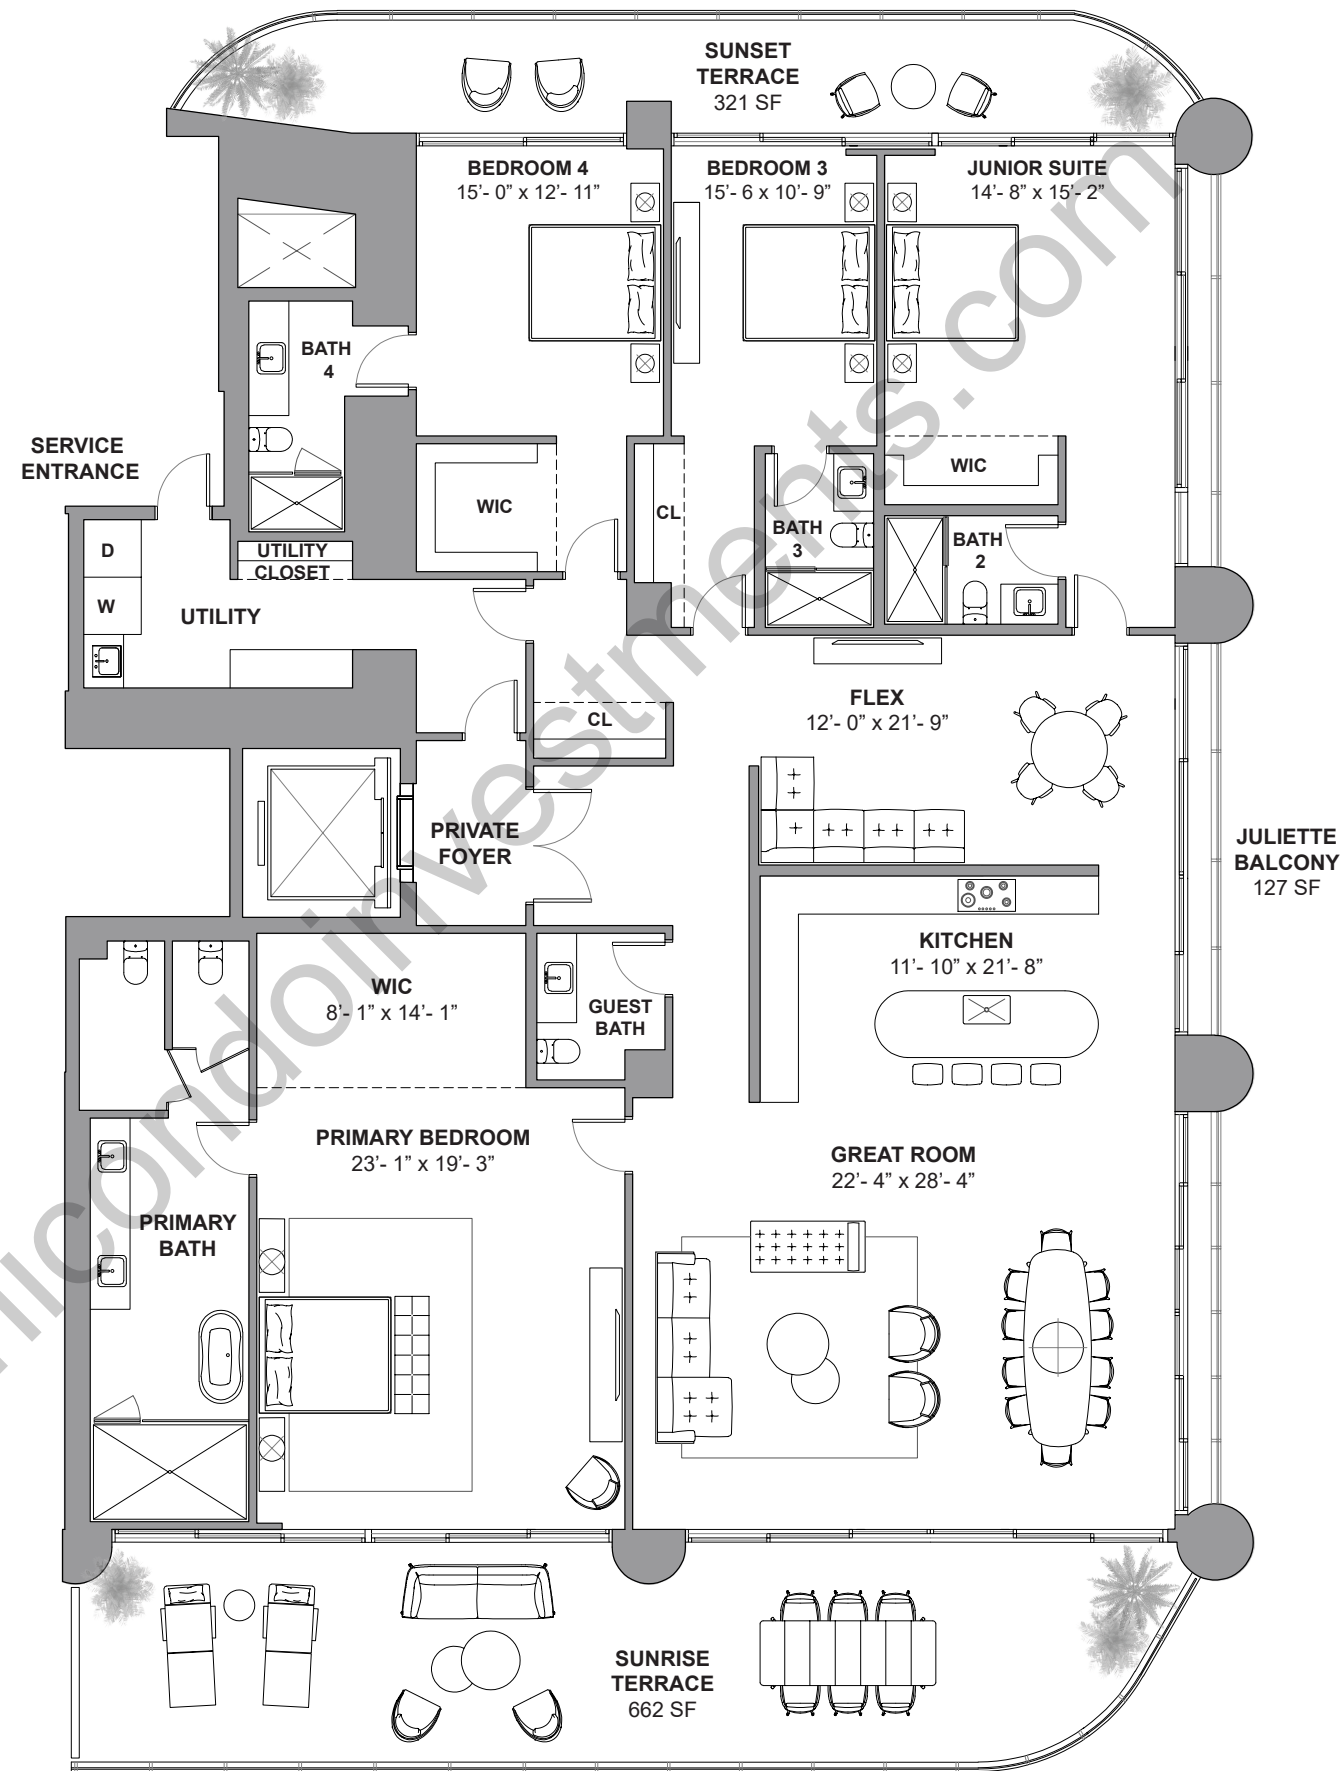 SUNSET
TERRACE
321 SF
BEDROOM 4
15'- 0" x 12'- 11"
BEDROOM 3
15'- 6 x 10'- 9"
JUNIOR SUITE
14'- 8" x 15'- 2"
BATH
4
SERVICE
ENTRANCE
WIC
WIC
CL
BATH
3
BATH
2
D
W
UTILITY
CLOSET
UTILITY
CL
FLEX
12'- 0" x 21'- 9"
PRIVATE
FOYER
JULIETTE
BALCONY
127 SF
KITCHEN
11'- 10" x 21'- 8"
WIC
8'- 1" x 14'- 1"
GUEST
BATH
PRIMARY BEDROOM
23'- 1" x 19'- 3"
GREAT ROOM
22'- 4" x 28'- 4"
PRIMARY
BATH
SUNRISE
TERRACE
662 SF
icondoinvestments.com